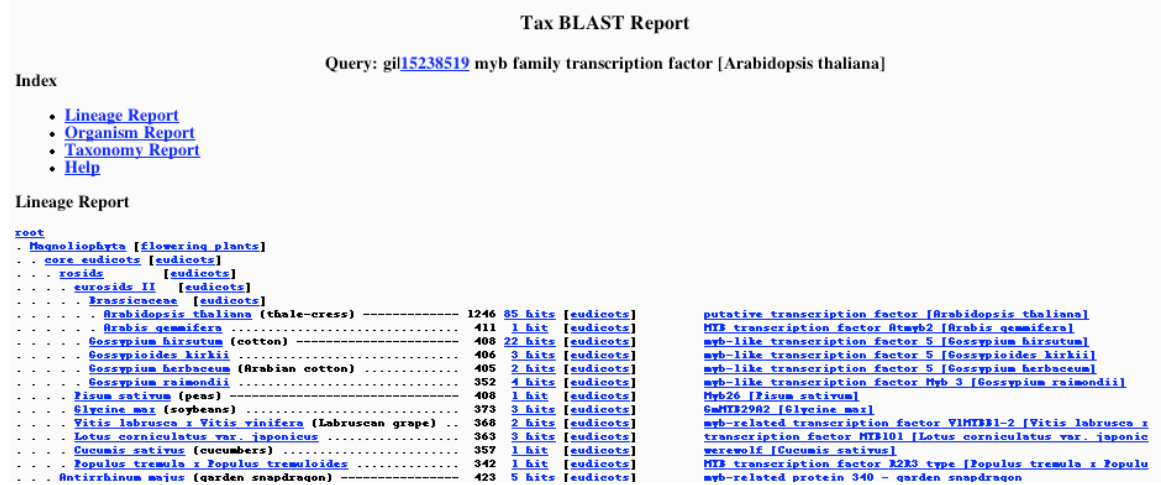 Tax BLAST Report
Query: gi|15238519 myb family transcription factor [Arabidopsis thaliana]
Index
• Lineage Report
• Organism Report
• Taxonomy Report
• Help
Lineage Report
root
. Magnoliophyta [flowering plants]
. . core eudicots [eudicots]
. . . rosids [eudicots]
. . . . eurosids II [eudicots]
. . . . . Brassicaceae [eudicots]
. . . . . . Arabidopsis thaliana (thale-cress) ------------- 1246 85 hits [eudicots] putative transcription factor [Arabidopsis thaliana]
. . . . . . Arabis gemmifera ............................... 411 1 hit [eudicots] MYB transcription factor Atmyb2 [Arabis gemmifera]
. . . . . Gossypium hirsutum (cotton) ---------------------- 408 22 hits [eudicots] myb-like transcription factor 5 [Gossypium hirsutum]
. . . . . Gossypioides kirkii .............................. 406 3 hits [eudicots] myb-like transcription factor 5 [Gossypioides kirkii]
. . . . . Gossypium herbaceum (Arabian cotton) ............. 405 2 hits [eudicots] myb-like transcription factor 5 [Gossypium herbaceum]
. . . . . Gossypium raimondii .............................. 352 4 hits [eudicots] myb-like transcription factor Myb 3 [Gossypium raimondii]
. . . . Pisum sativum (peas) ------------------------------- 408 1 hit [eudicots] Myb26 [Pisum sativum]
. . . . Glycine max (soybeans) ............................. 373 3 hits [eudicots] GmMYB29A2 [Glycine max]
. . . . Vitis labrusca x Vitis vinifera (Labruscan grape) .. 368 2 hits [eudicots] myb-related transcription factor VlMYBB1-2 [Vitis labrusca x
. . . . Lotus corniculatus var. japonicus .................. 363 3 hits [eudicots] transcription factor MYB101 [Lotus corniculatus var. japonic
. . . . Cucumis sativus (cucumbers) ........................ 357 1 hit [eudicots] werewolf [Cucumis sativus]
. . . . Populus tremula x Populus tremuloides .............. 342 1 hit [eudicots] MYB transcription factor R2R3 type [Populus tremula x Populu
. . . Antirrhinum majus (garden snapdragon) ---------------- 423 5 hits [eudicots] myb-related protein 340 - garden snapdragon